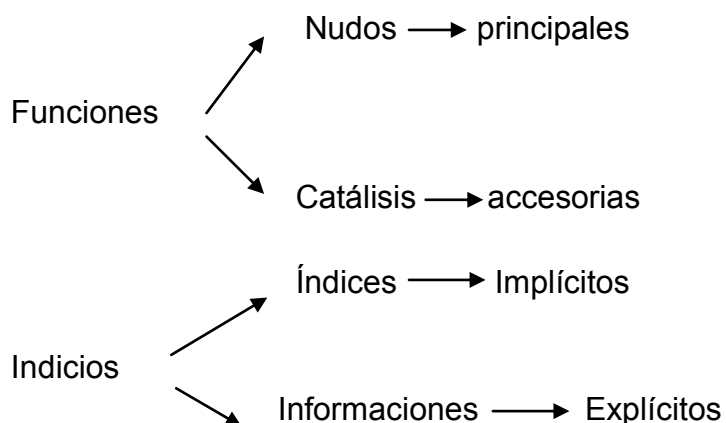 Nudos principales
Funciones
Catálisis accesorias
Índices Implícitos
Indicios
Informaciones Explícitos